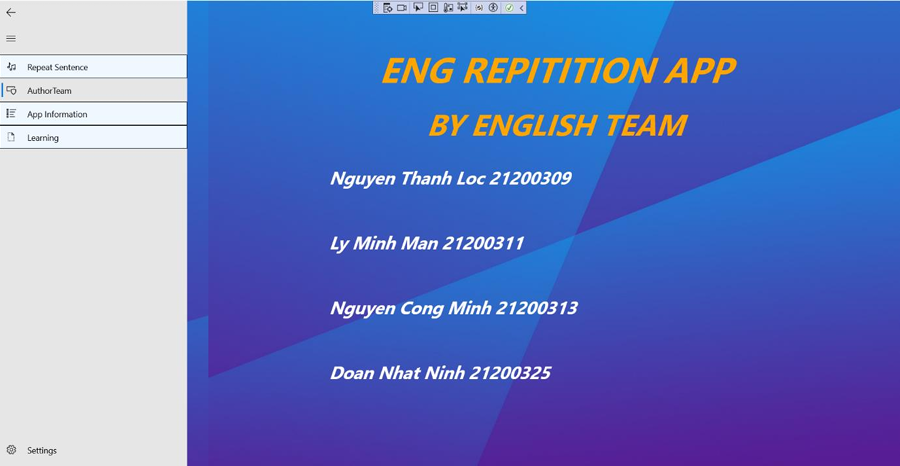 Repeat Sentence
AuthorTeam
App Information
Learning
Settings
ENG REPITITION APP
BY ENGLISH TEAM
Nguyen Thanh Loc 21200309
Ly Minh Man 21200311
Nguyen Cong Minh 21200313
Doan Nhat Ninh 21200325